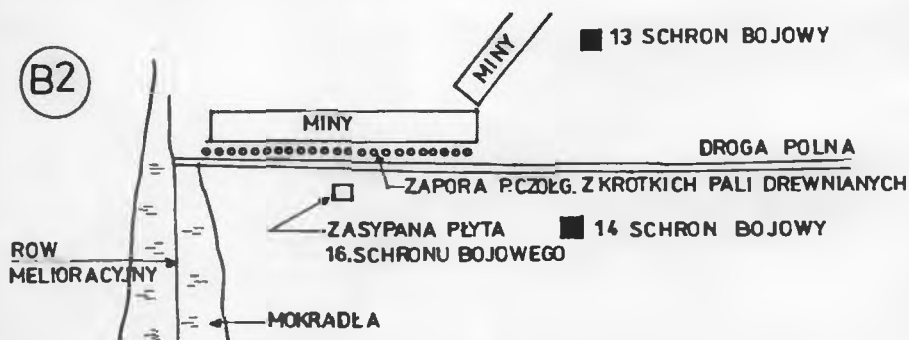 B2
13 SCHRON BOJOWY
MINY
MINY
DROGA POLNA
ZAPORA P.CZOŁG. Z KROTKICH PALI DREWNIANYCH
ZASYPANA PŁYTA
16.SCHRONU BOJOWEGO
14 SCHRON BOJOWY
ROW
MELIORACYJNY
MOKRADŁA